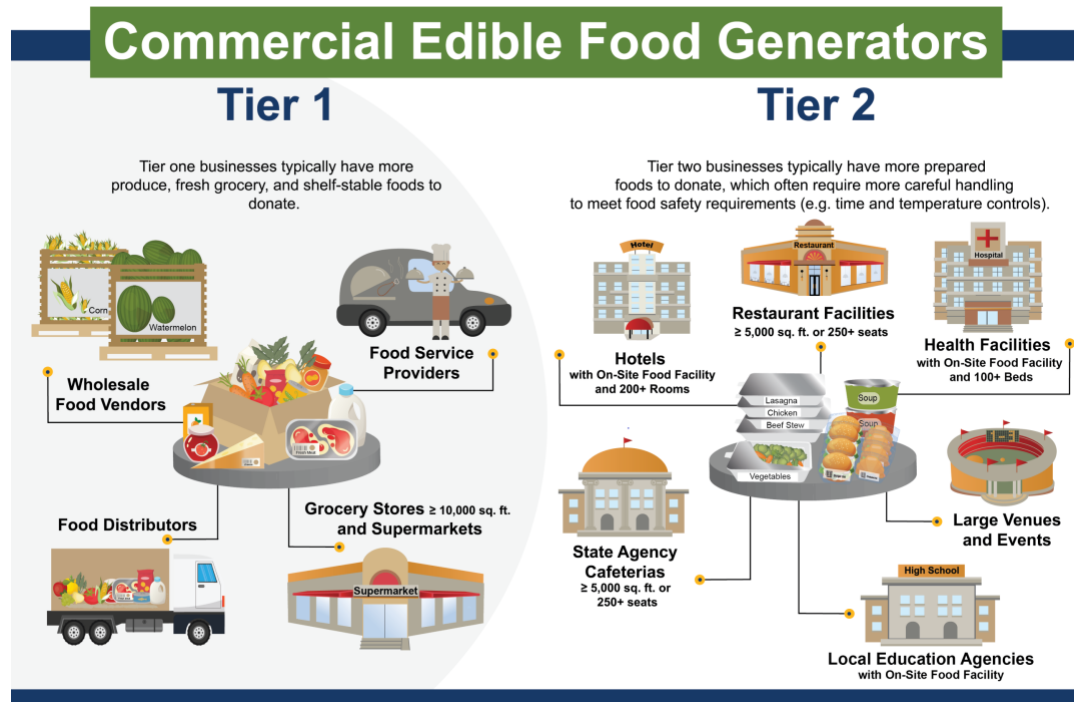 Commercial Edible Food Generators
Tier 1
Tier one businesses typically have more
produce, fresh grocery, and shelf-stable foods to
donate.
Corn
Watermelon
Wholesale
Food Vendors
Food Service
Providers
Food Distributors
Grocery Stores ≥ 10,000 sq. ft.
and Supermarkets
Supermarket
Tier 2
Tier two businesses typically have more prepared
foods to donate, which often require more careful handling
to meet food safety requirements (e.g. time and temperature controls).
Hotel
Hotels
with On-Site Food Facility
and 200+ Rooms
Restaurant
Restaurant Facilities
≥ 5,000 sq. ft. or 250+ seats
Hospital
Health Facilities
with On-Site Food Facility
and 100+ Beds
Lasagna
Chicken
Beef Stew
Vegetables
Soup
Soup
State Agency
Cafeterias
≥ 5,000 sq. ft. or
250+ seats
Large Venues
and Events
High School
Local Education Agencies
with On-Site Food Facility